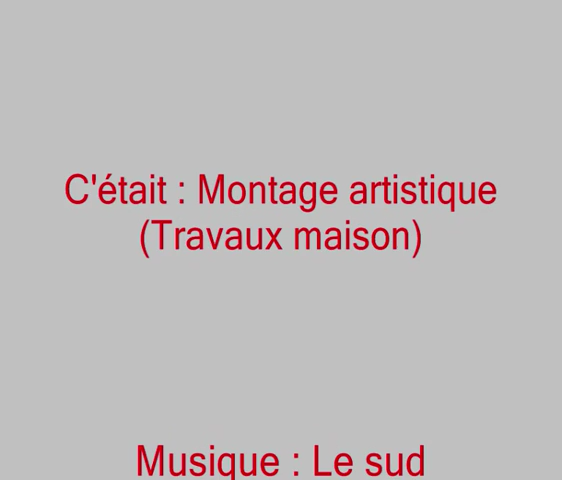 C'était : Montage artistique
(Travaux maison)
Musique : Le sud